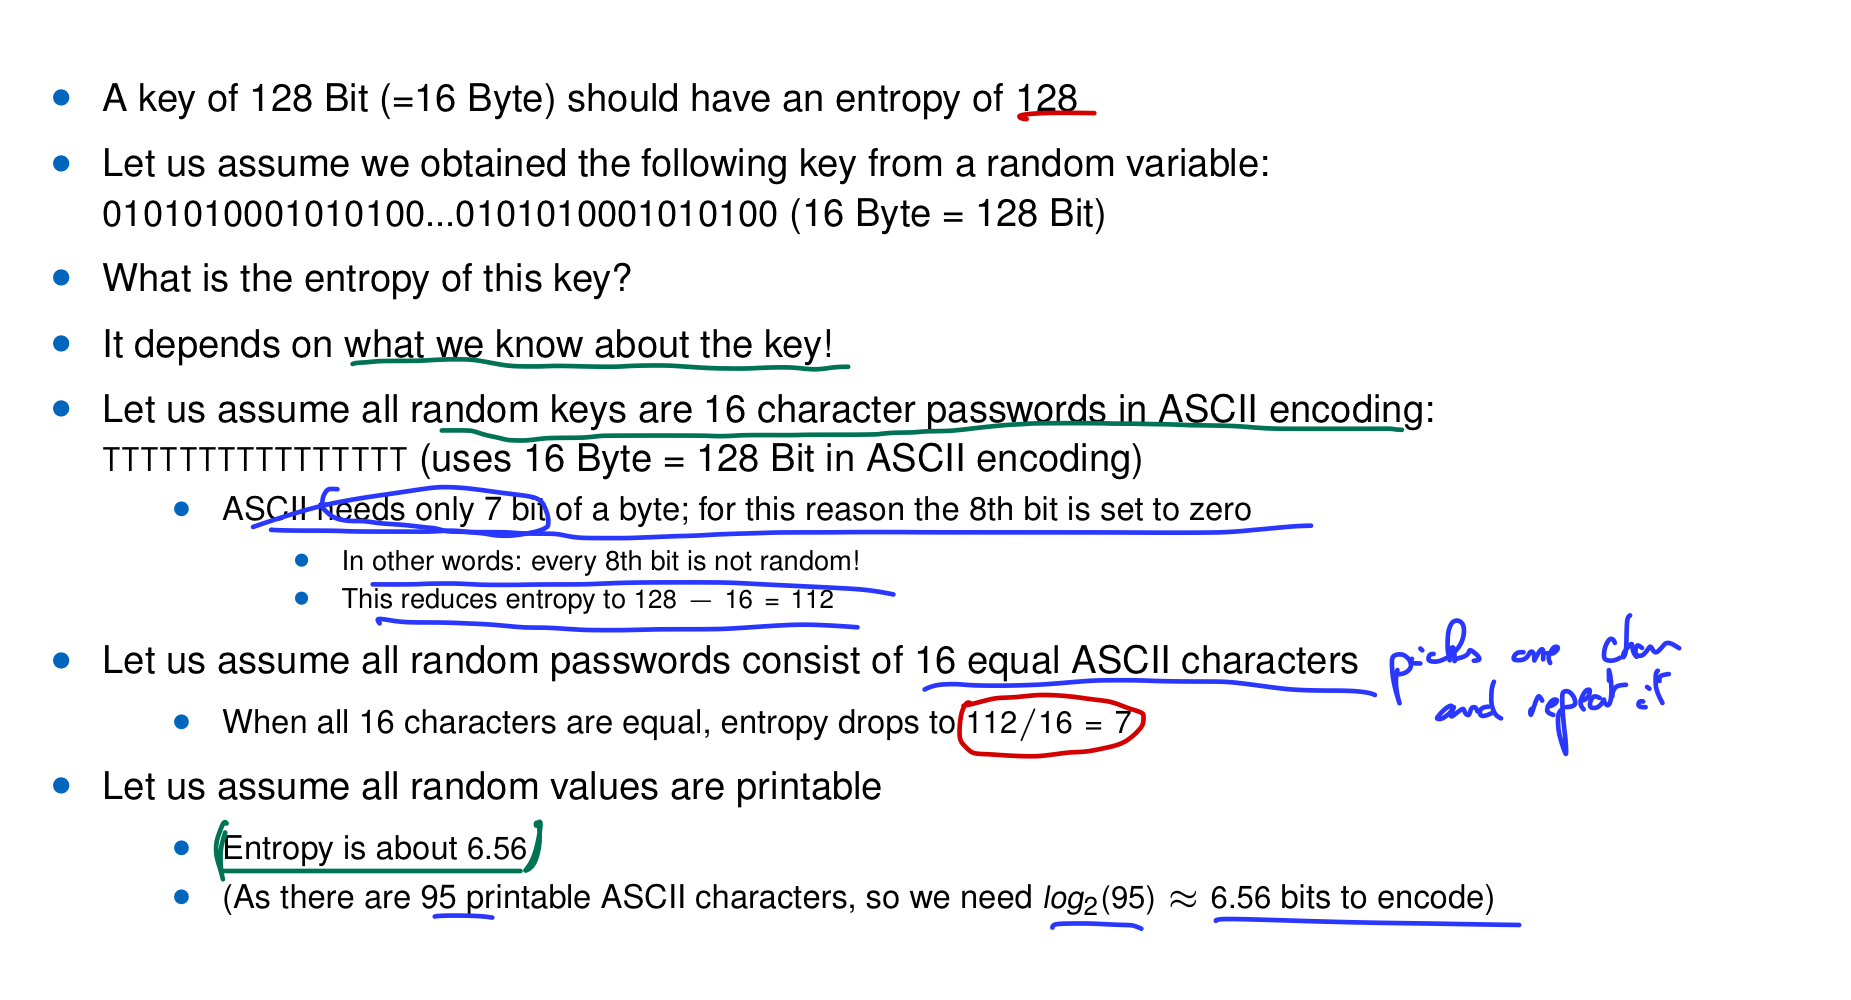 A key of 128 Bit (=16 Byte) should have an entropy of 128
Let us assume we obtained the following key from a random variable:
0101010001010100...0101010001010100 (16 Byte = 128 Bit)
What is the entropy of this key?
It depends on what we know about the key!
Let us assume all random keys are 16 character passwords in ASCII encoding:
TTTTTTTTTTTTTTTT (uses 16 Byte = 128 Bit in ASCII encoding)
ASCII needs only 7 bit of a byte; for this reason the 8th bit is set to zero
In other words: every 8th bit is not random!
This reduces entropy to 128 − 16 = 112
Let us assume all random passwords consist of 16 equal ASCII characters
picks one char
and repeat it
When all 16 characters are equal, entropy drops to 112/16 = 7
Let us assume all random values are printable
Entropy is about 6.56
(As there are 95 printable ASCII characters, so we need log₂(95) ≈ 6.56 bits to encode)